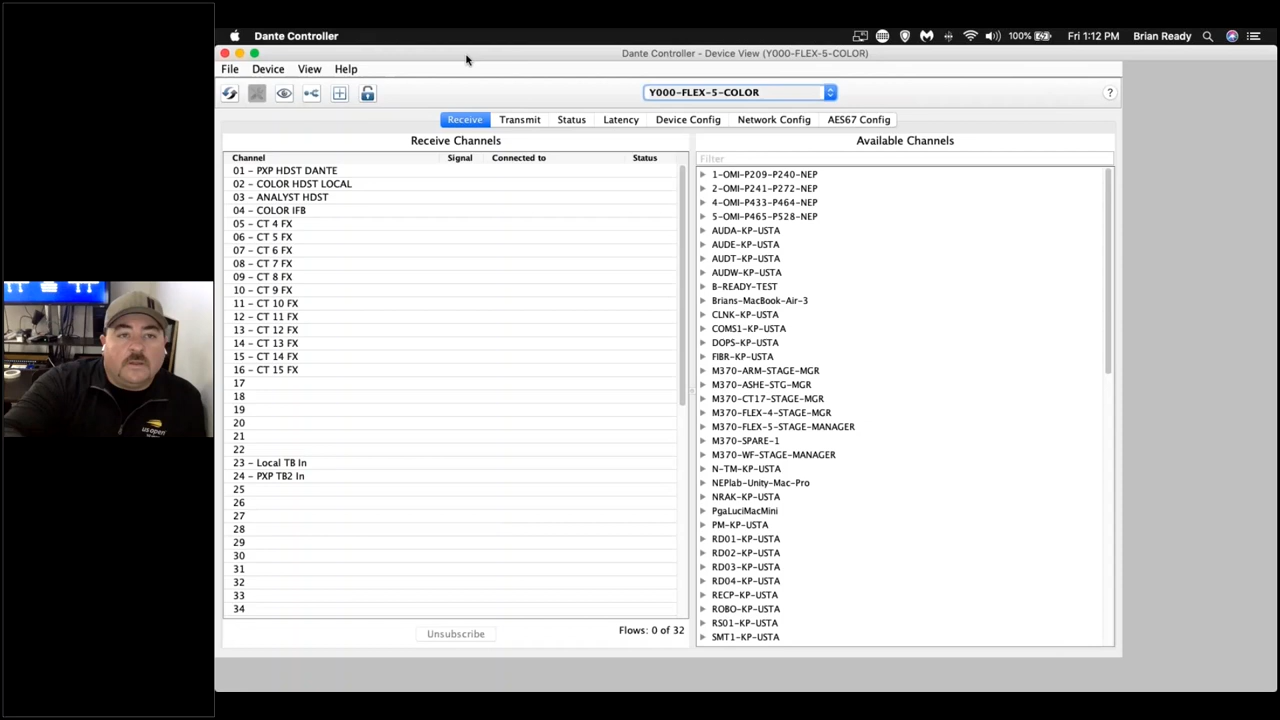 Dante Controller
100%
Fri 1:12 PM
Brian Ready
Dante Controller - Device View (Y000-FLEX-5-COLOR)
File Device View Help
Y000-FLEX-5-COLOR
?
Receive Transmit Status Latency Device Config Network Config AES67 Config
Receive Channels
Channel Signal Connected to Status
01 - PXP HDST DANTE
02 - COLOR HDST LOCAL
03 - ANALYST HDST
04 - COLOR IFB
05 - CT 4 FX
06 - CT 5 FX
07 - CT 6 FX
08 - CT 7 FX
09 - CT 8 FX
10 - CT 9 FX
11 - CT 10 FX
12 - CT 11 FX
13 - CT 12 FX
14 - CT 13 FX
15 - CT 14 FX
16 - CT 15 FX
17
18
19
20
21
22
23 - Local TB In
24 - PXP TB2 In
25
26
27
28
29
30
31
32
33
34
Unsubscribe
Flows: 0 of 32
Available Channels
Filter
1-OMI-P209-P240-NEP
2-OMI-P241-P272-NEP
4-OMI-P433-P464-NEP
5-OMI-P465-P528-NEP
AUDA-KP-USTA
AUDE-KP-USTA
AUDT-KP-USTA
AUDW-KP-USTA
B-READY-TEST
Brians-MacBook-Air-3
CLNK-KP-USTA
COMS1-KP-USTA
DOPS-KP-USTA
FIBR-KP-USTA
M370-ARM-STAGE-MGR
M370-ASHE-STG-MGR
M370-CT17-STAGE-MGR
M370-FLEX-4-STAGE-MGR
M370-FLEX-5-STAGE-MANAGER
M370-SPARE-1
M370-WF-STAGE-MANAGER
N-TM-KP-USTA
NEPlab-Unity-Mac-Pro
NRAK-KP-USTA
PgaLuciMacMini
PM-KP-USTA
RD01-KP-USTA
RD02-KP-USTA
RD03-KP-USTA
RD04-KP-USTA
RECP-KP-USTA
ROBO-KP-USTA
RS01-KP-USTA
SMT1-KP-USTA
us open